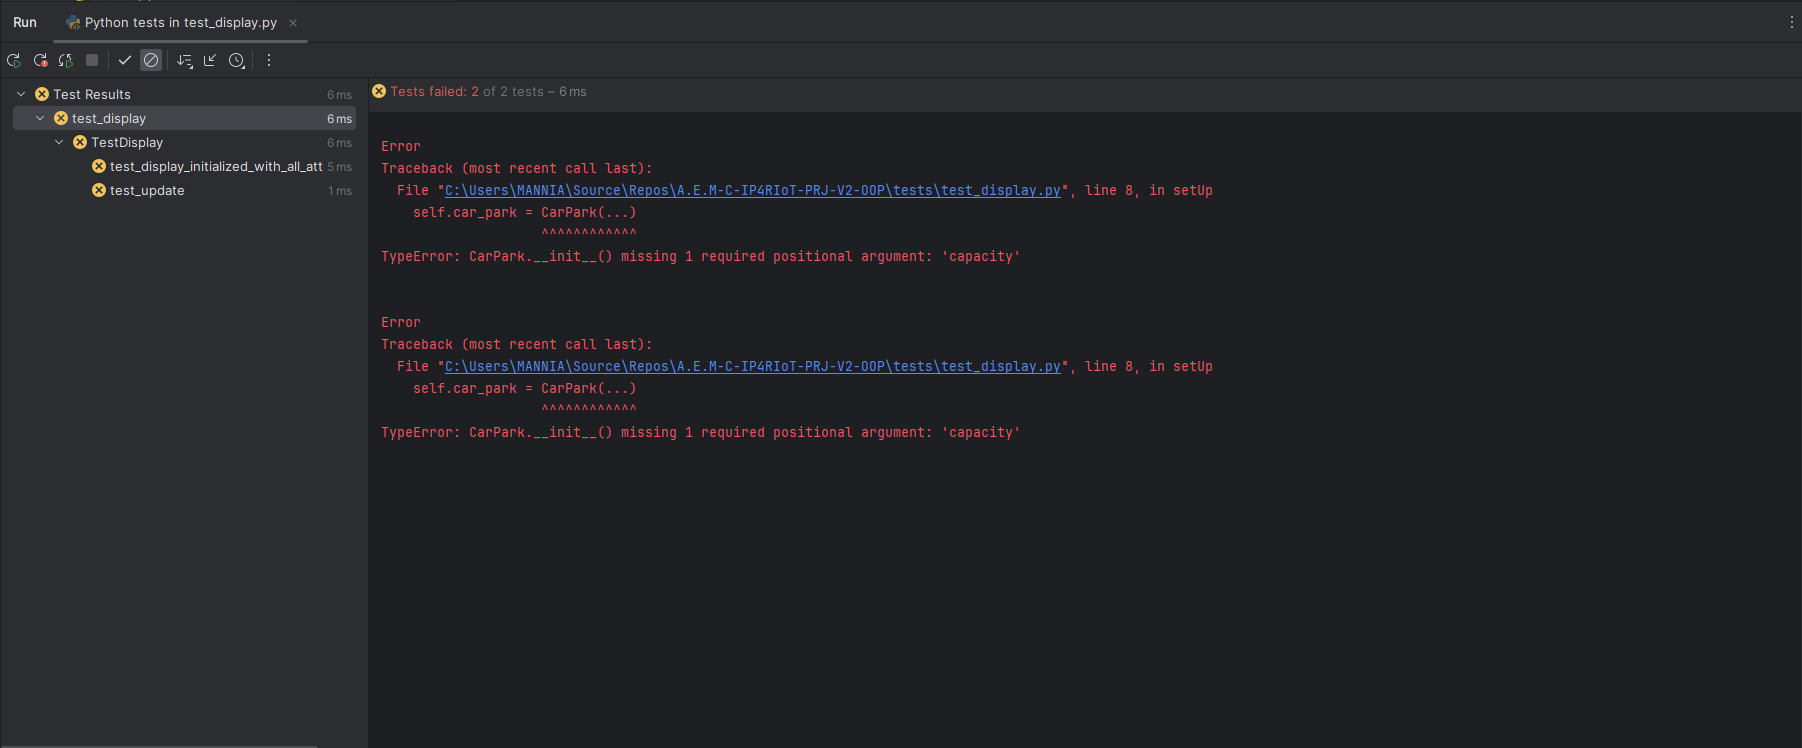 Run
Python tests in test_display.py
Test Results 6 ms
test_display 6 ms
TestDisplay 6 ms
test_display_initialized_with_all_att 5 ms
test_update 1 ms
Tests failed: 2 of 2 tests – 6 ms
Error
Traceback (most recent call last):
File "C:\Users\MANNIA\Source\Repos\A.E.M-C-IP4RIoT-PRJ-V2-OOP\tests\test_display.py", line 8, in setUp
self.car_park = CarPark(...)
^^^^^^^^^^^^
TypeError: CarPark.__init__() missing 1 required positional argument: 'capacity'
Error
Traceback (most recent call last):
File "C:\Users\MANNIA\Source\Repos\A.E.M-C-IP4RIoT-PRJ-V2-OOP\tests\test_display.py", line 8, in setUp
self.car_park = CarPark(...)
^^^^^^^^^^^^
TypeError: CarPark.__init__() missing 1 required positional argument: 'capacity'